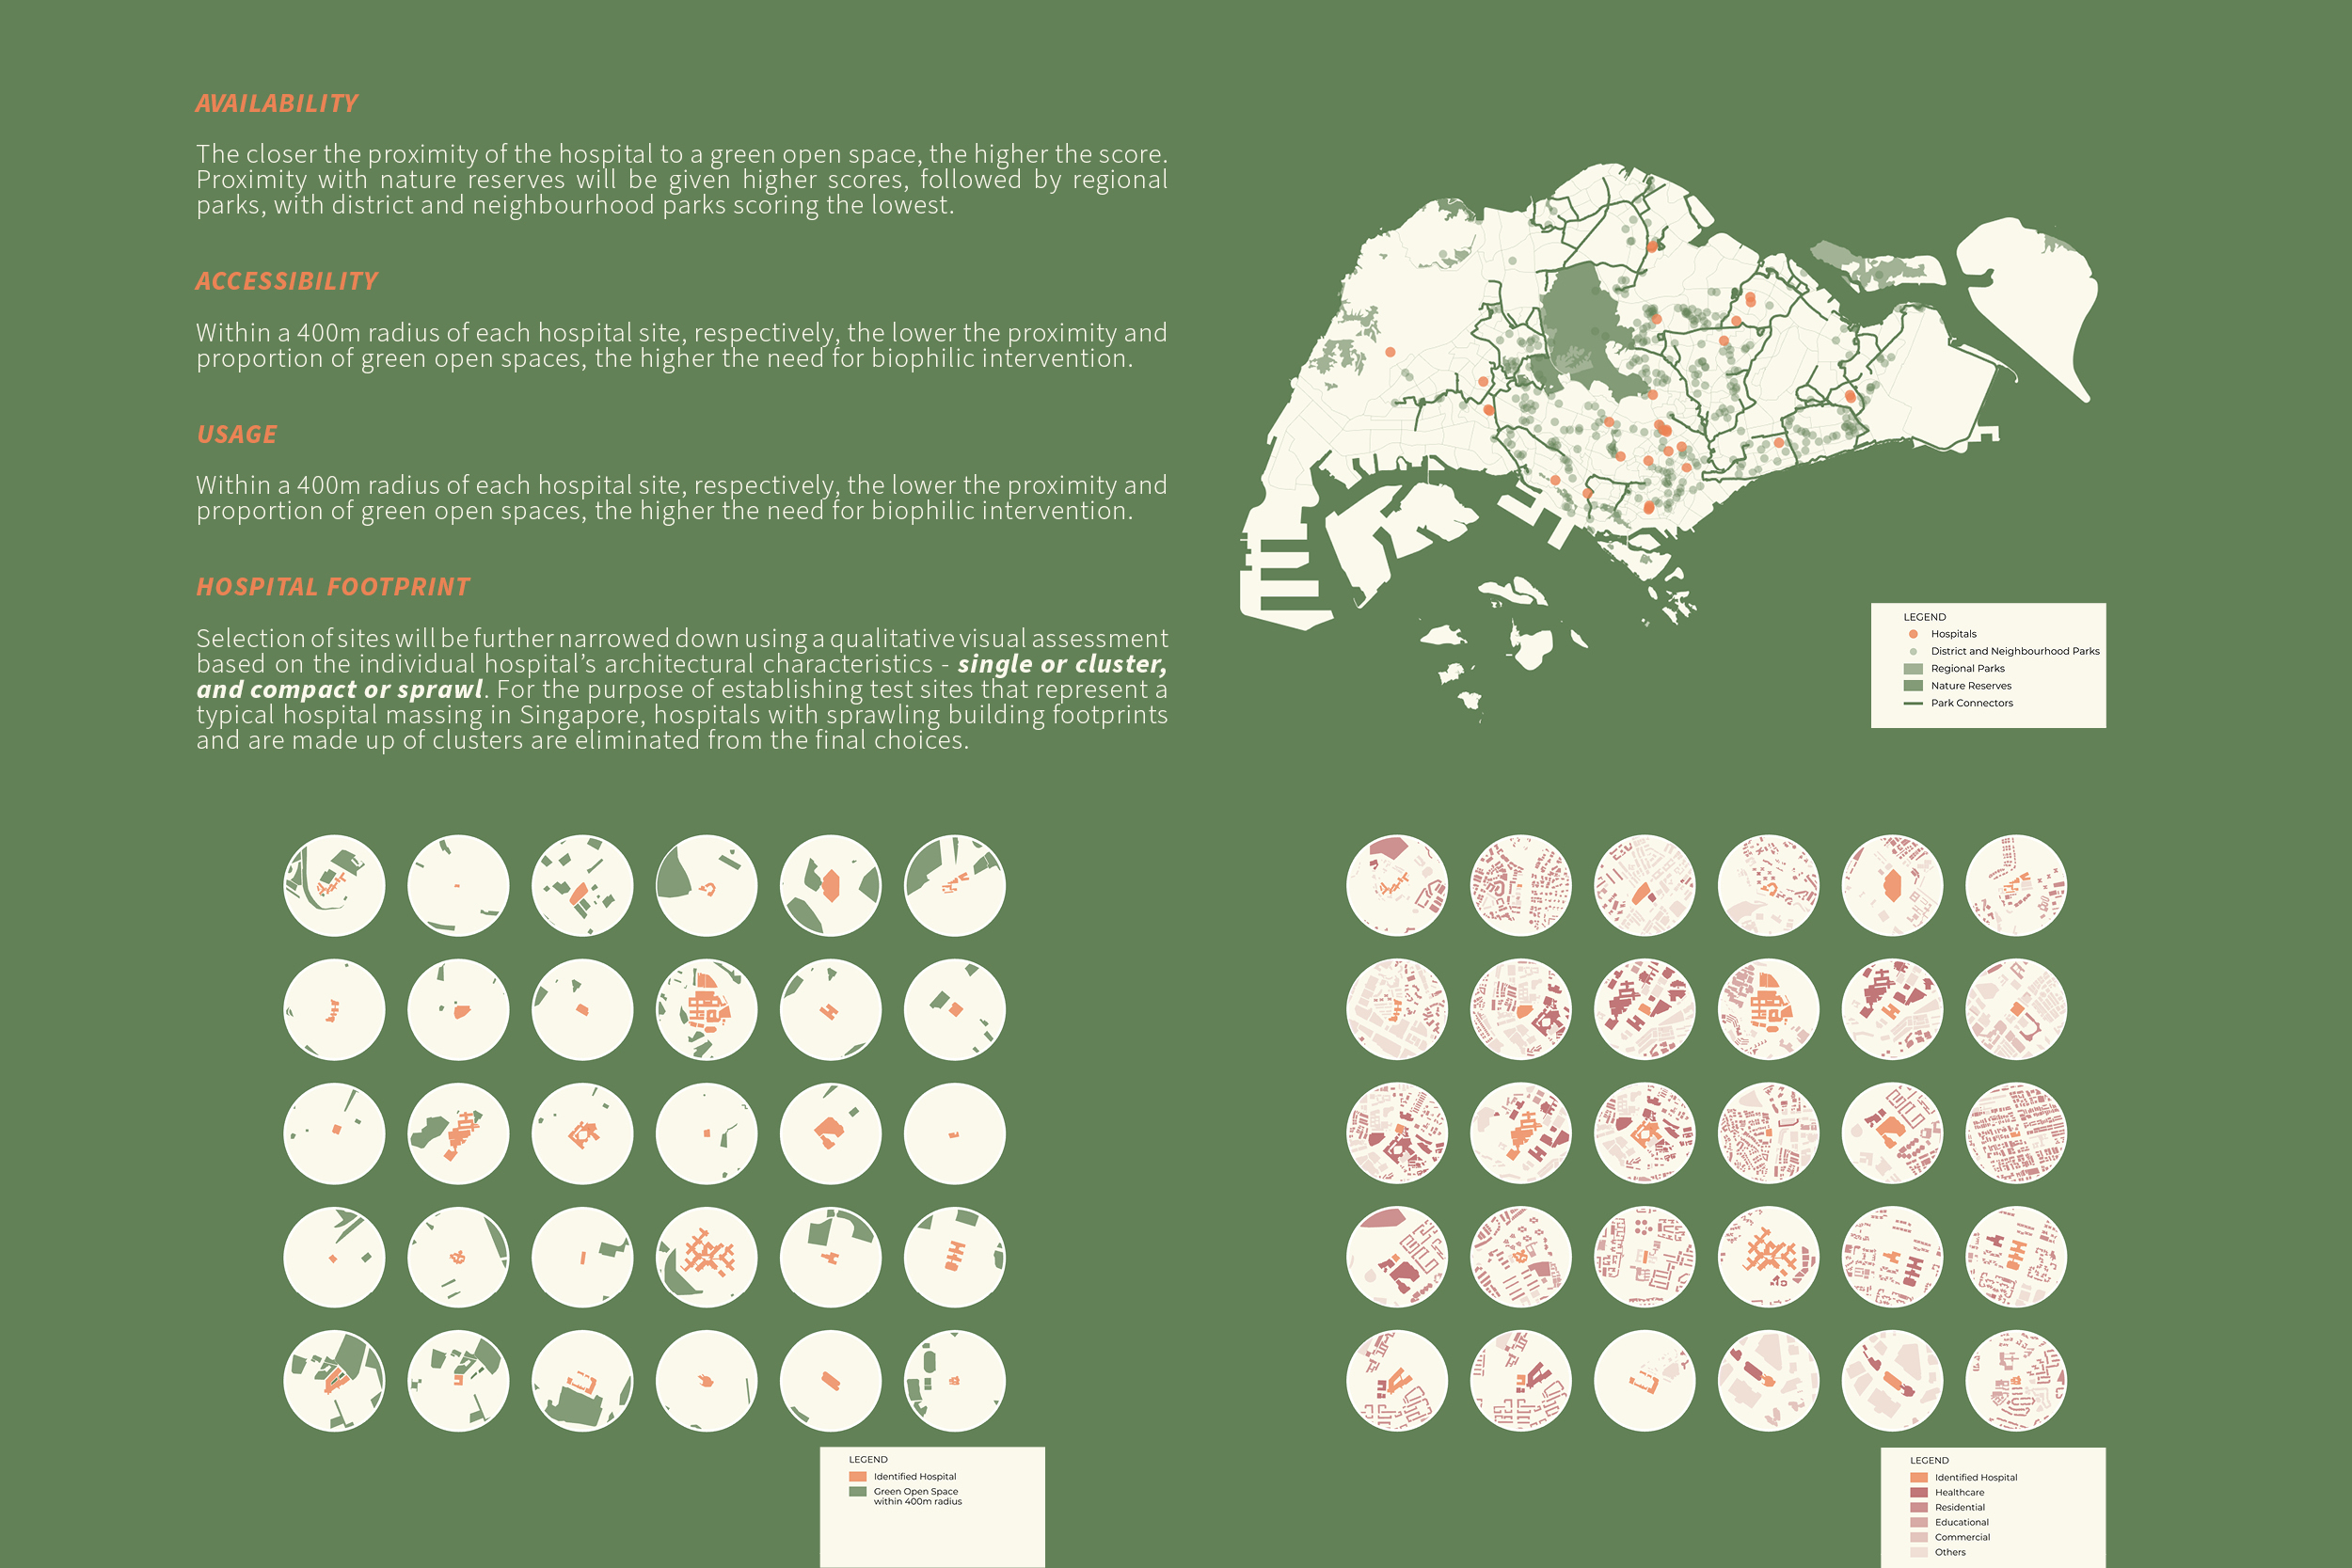 AVAILABILITY
The closer the proximity of the hospital to a green open space, the higher the score.
Proximity with nature reserves will be given higher scores, followed by regional
parks, with district and neighbourhood parks scoring the lowest.
ACCESSIBILITY
Within a 400m radius of each hospital site, respectively, the lower the proximity and
proportion of green open spaces, the higher the need for biophilic intervention.
USAGE
Within a 400m radius of each hospital site, respectively, the lower the proximity and
proportion of green open spaces, the higher the need for biophilic intervention.
HOSPITAL FOOTPRINT
Selection of sites will be further narrowed down using a qualitative visual assessment
based on the individual hospital’s architectural characteristics - single or cluster,
and compact or sprawl. For the purpose of establishing test sites that represent a
typical hospital massing in Singapore, hospitals with sprawling building footprints
and are made up of clusters are eliminated from the final choices.
LEGEND
Hospitals
District and Neighbourhood Parks
Regional Parks
Nature Reserves
Park Connectors
LEGEND
Identified Hospital
Green Open Space
within 400m radius
LEGEND
Identified Hospital
Healthcare
Residential
Educational
Commercial
Others